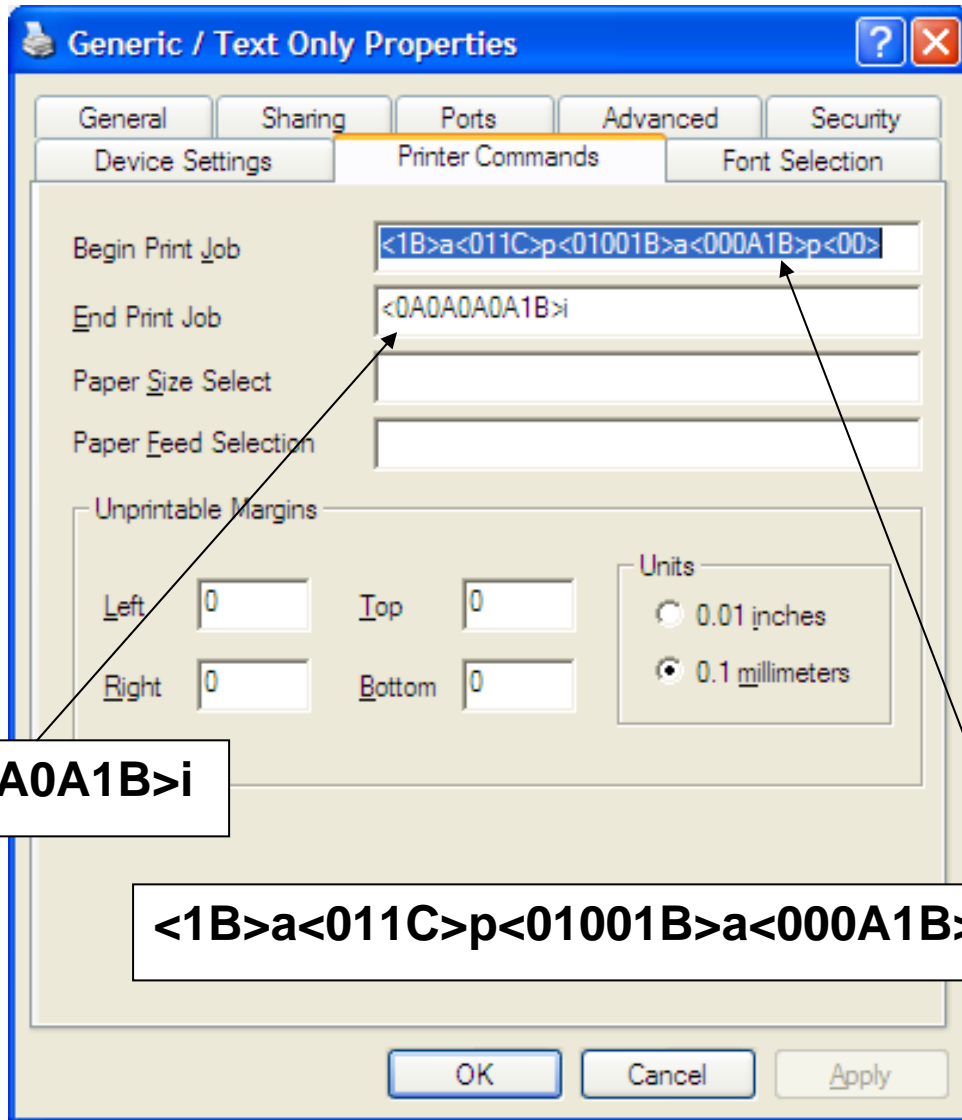 Generic / Text Only Properties
General Sharing Ports Advanced Security
Device Settings Printer Commands Font Selection
Begin Print Job <1B>a<011C>p<01001B>a<000A1B>p<00>
End Print Job <0A0A0A0A1B>i
Paper Size Select
Paper Feed Selection
Unprintable Margins
Units
Left 0 Top 0 0.01 inches
Right 0 Bottom 0 0.1 millimeters
A0A1B>i
<1B>a<011C>p<01001B>a<000A1B>
OK Cancel Apply